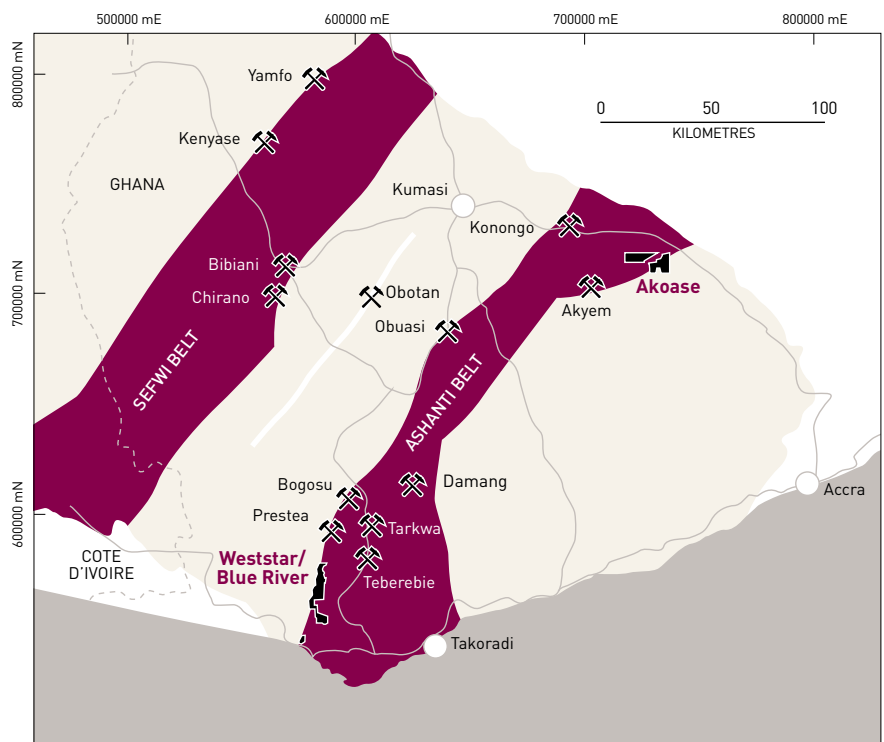 500000 mE
600000 mE
700000 mE
800000 mE
800000 mN
700000 mN
600000 mN
0
50
100
KILOMETRES
Yamfo
Kenyase
GHANA
Kumasi
Konongo
Bibiani
Chirano
Obotan
Obuasi
Akoase
Akyem
SEFWI BELT
ASHANTI BELT
Bogosu
Damang
Prestea
Tarkwa
Accra
COTE
D'IVOIRE
Weststar/
Blue River
Teberebie
Takoradi